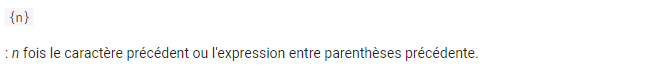 {n}
: n fois le caractère précédent ou l'expression entre parenthèses précédente.